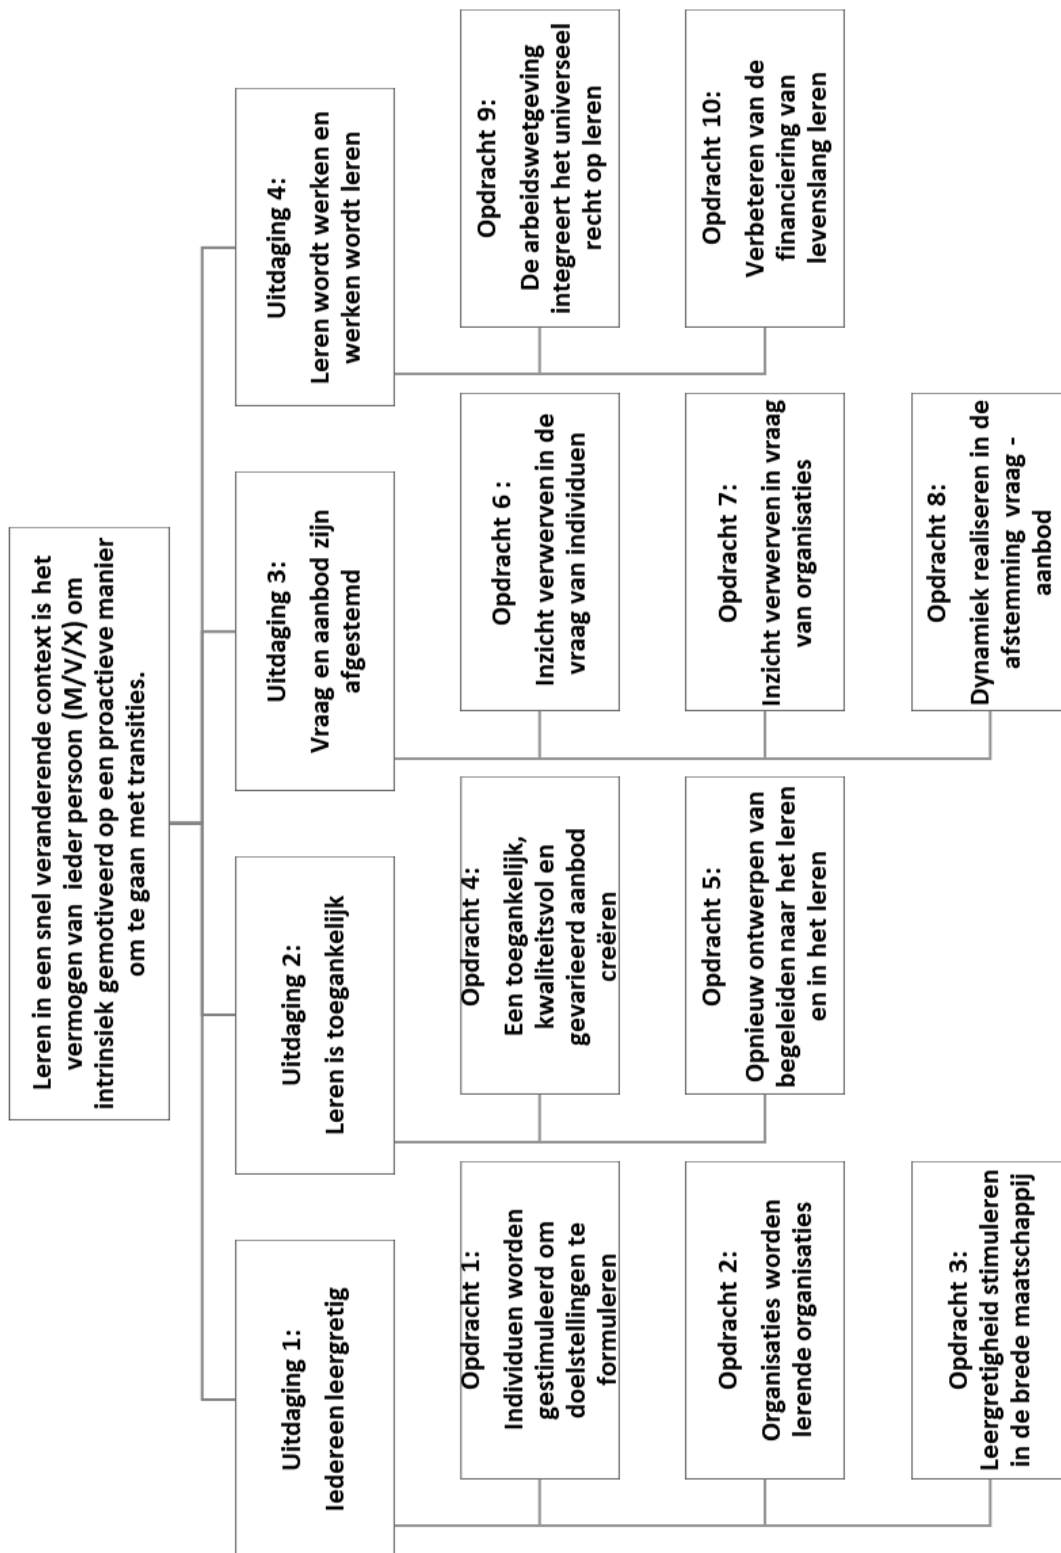 Leren in een snel veranderende context is het
vermogen van ieder persoon (M/V/X) om
intrinsiek gemotiveerd op een proactieve manier
om te gaan met transities.
Uitdaging 1:
Iedereen leergretig
Opdracht 1:
Individuen worden
gestimuleerd om
doelstellingen te
formuleren
Opdracht 2:
Organisaties worden
lerende organisaties
Opdracht 3:
Leergretigheid stimuleren
in de brede maatschappij
Uitdaging 2:
Leren is toegankelijk
Opdracht 4:
Een toegankelijk,
kwaliteitsvol en
gevarieerd aanbod
creëren
Opdracht 5:
Opnieuw ontwerpen van
begeleiden naar het leren
en in het leren
Uitdaging 3:
Vraag en aanbod zijn
afgestemd
Opdracht 6 :
Inzicht verwerven in de
vraag van individuen
Opdracht 7:
Inzicht verwerven in vraag
van organisaties
Opdracht 8:
Dynamiek realiseren in de
afstemming vraag -
aanbod
Uitdaging 4:
Leren wordt werken en
werken wordt leren
Opdracht 9:
De arbeidswetgeving
integreert het universeel
recht op leren
Opdracht 10:
Verbeteren van de
financiering van
levenslang leren